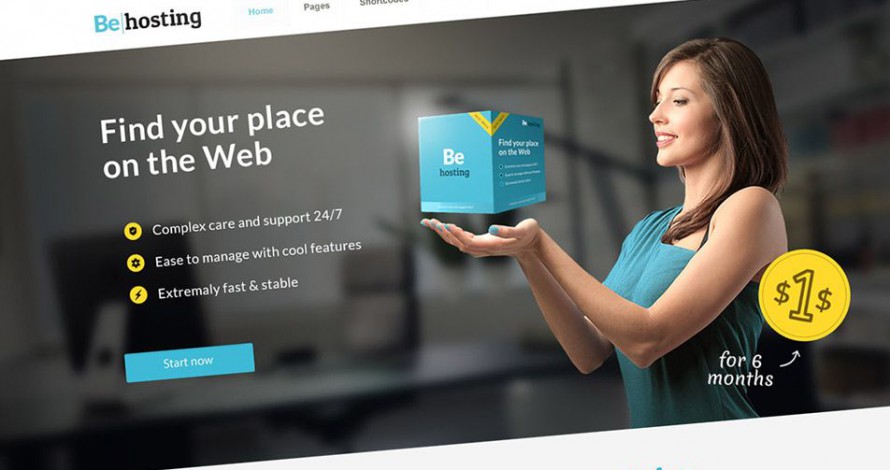 Be hosting
Home
Pages
Shortcodes
Find your place
on the Web
Complex care and support 24/7
Ease to manage with cool features
Extremaly fast & stable
Start now
Be
hosting
Find your place
on the Web
$1$
for 6
months